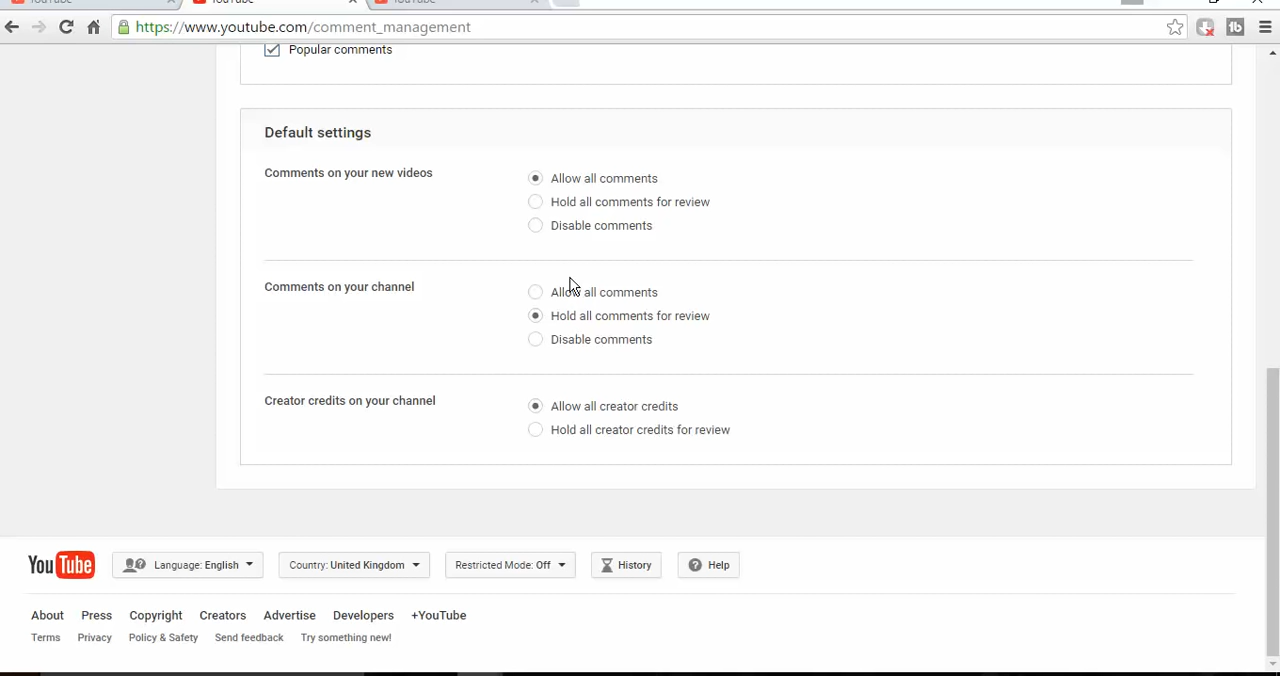 YouTube YouTube YouTube
https://www.youtube.com/comment_management
Popular comments
Default settings
Comments on your new videos
Allow all comments
Hold all comments for review
Disable comments
Comments on your channel
Allow all comments
Hold all comments for review
Disable comments
Creator credits on your channel
Allow all creator credits
Hold all creator credits for review
YouTube Language: English Country: United Kingdom Restricted Mode: Off History Help
About Press Copyright Creators Advertise Developers +YouTube
Terms Privacy Policy & Safety Send feedback Try something new!